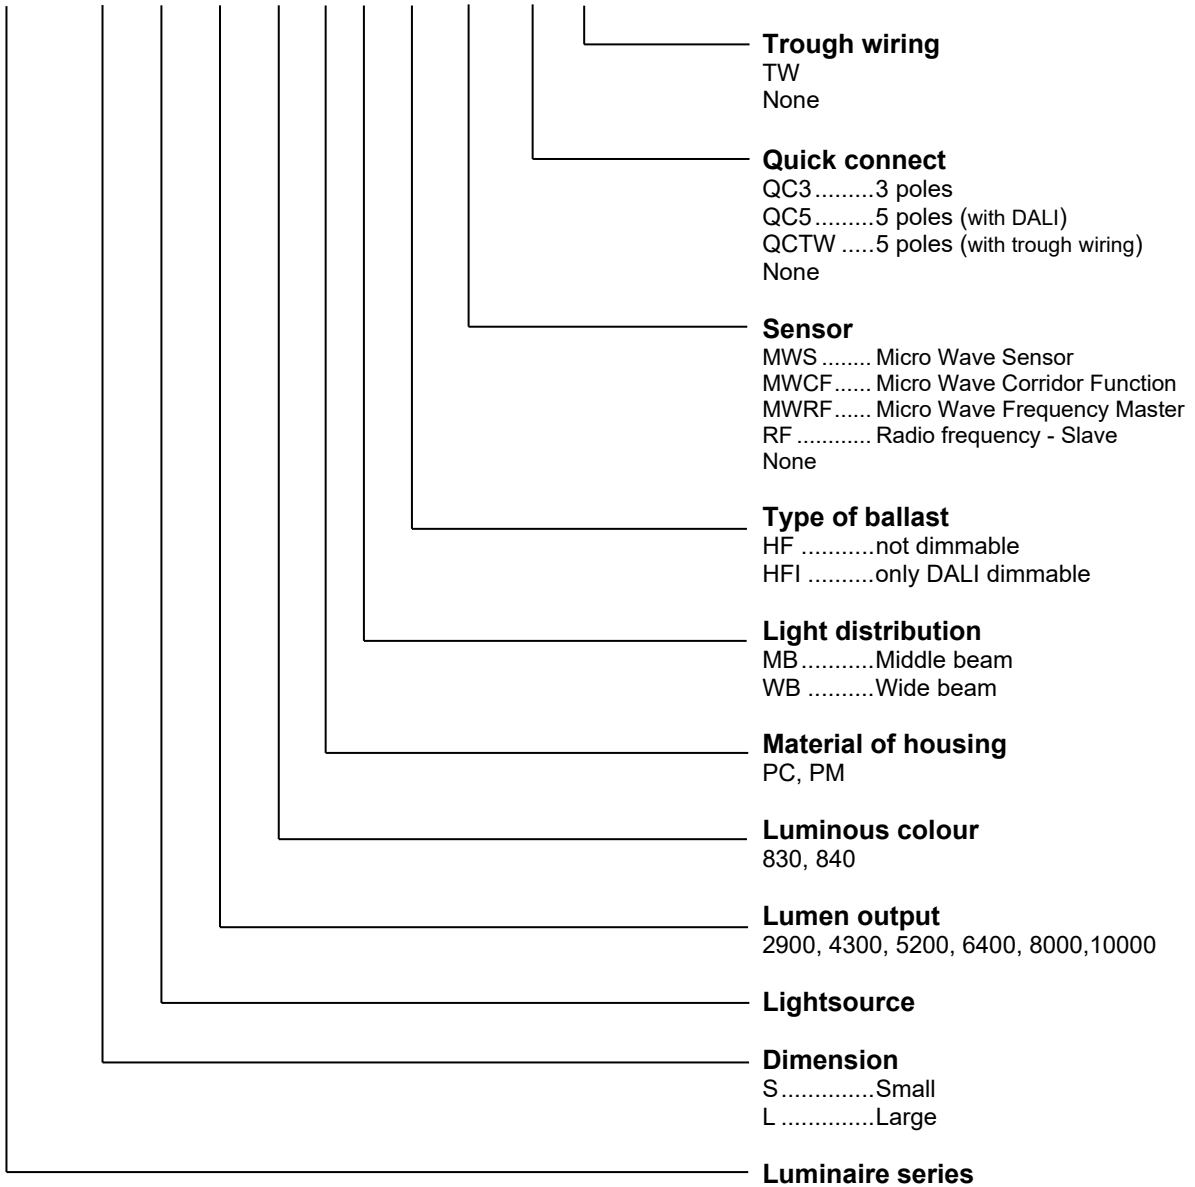 Trough wiring
TW
None
Quick connect
QC3.........3 poles
QC5.........5 poles (with DALI)
QCTW .....5 poles (with trough wiring)
None
Sensor
MWS ........ Micro Wave Sensor
MWCF...... Micro Wave Corridor Function
MWRF...... Micro Wave Frequency Master
RF ............ Radio frequency - Slave
None
Type of ballast
HF ...........not dimmable
HFI ..........only DALI dimmable
Light distribution
MB...........Middle beam
WB ..........Wide beam
Material of housing
PC, PM
Luminous colour
830, 840
Lumen output
2900, 4300, 5200, 6400, 8000,10000
Lightsource
Dimension
S..............Small
L ..............Large
Luminaire series